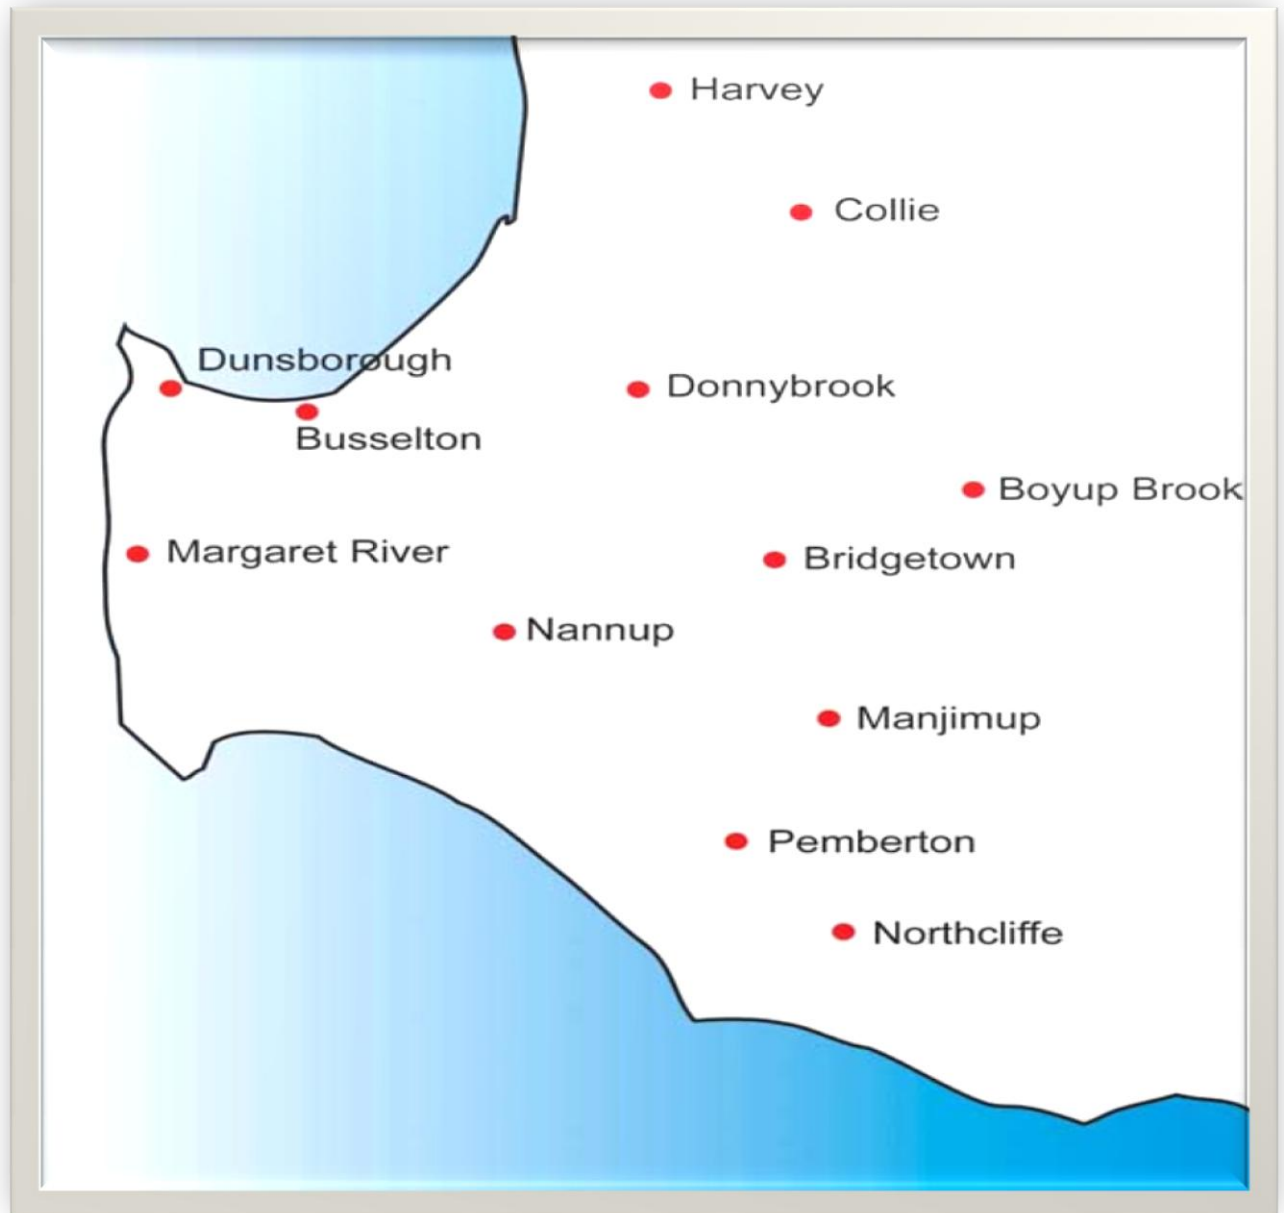 Harvey
Collie
Dunsborough
Donnybrook
Busselton
Boyup Brook
Margaret River
Bridgetown
Nannup
Manjimup
Pemberton
Northcliffe